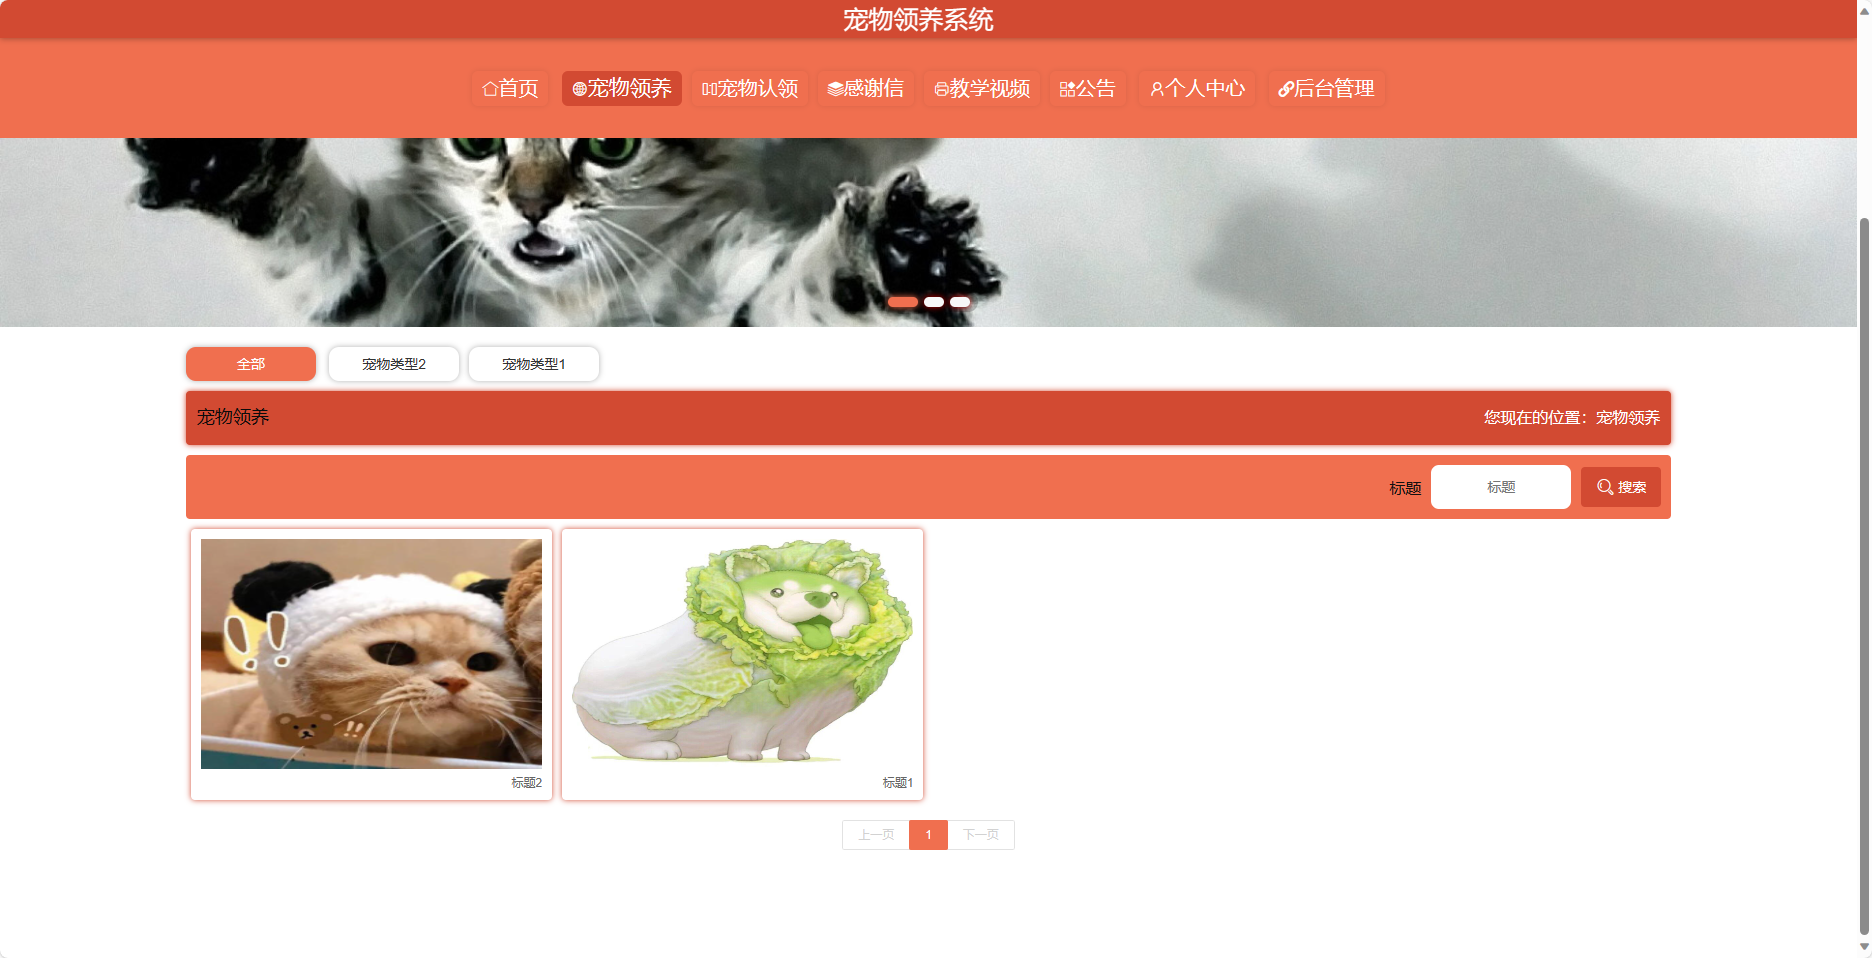 宠物领养系统
首页 宠物领养 宠物认领 感谢信 教学视频 公告 个人中心 后台管理
全部 宠物类型2 宠物类型1
宠物领养 您现在的位置：宠物领养
标题 标题 搜索
标题2 标题1
上一页 1 下一页